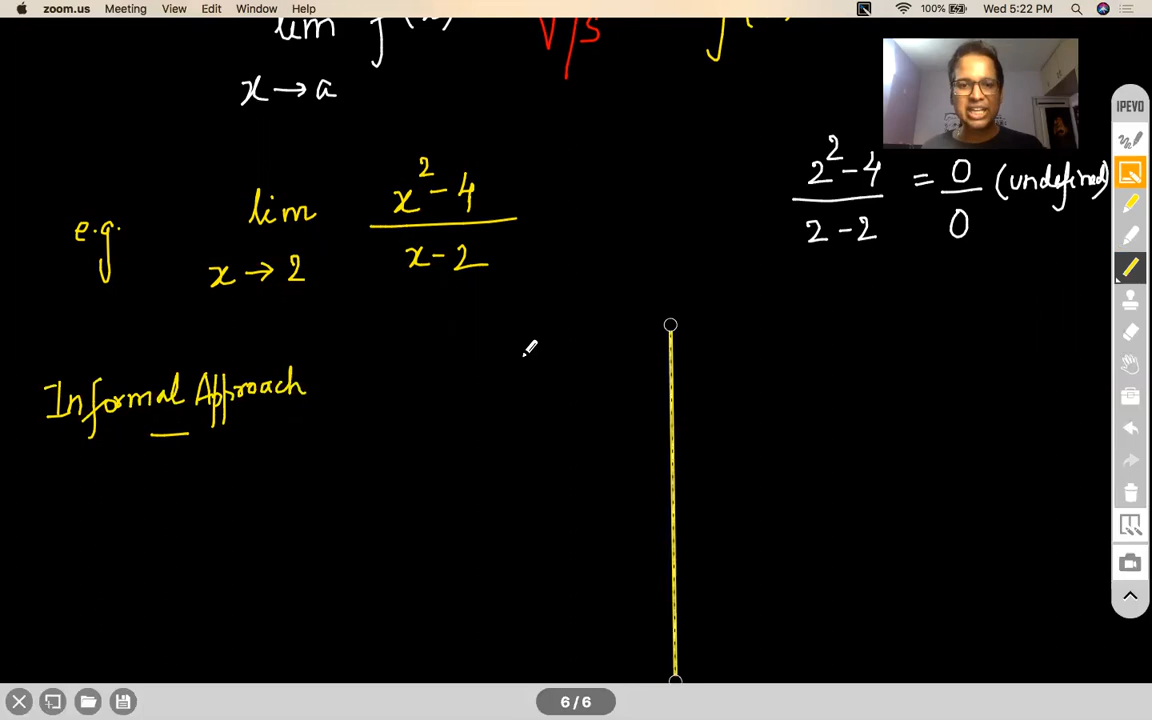 zoom.us Meeting View Edit Window Help 100% Wed 5:22 PM
lim f(x) V/s f( )
x → a
IPEVO
e.g. lim x² - 4 2² - 4 = 0 (undefined)
x → 2 x - 2 2 - 2 0
Informal Approach
6 / 6